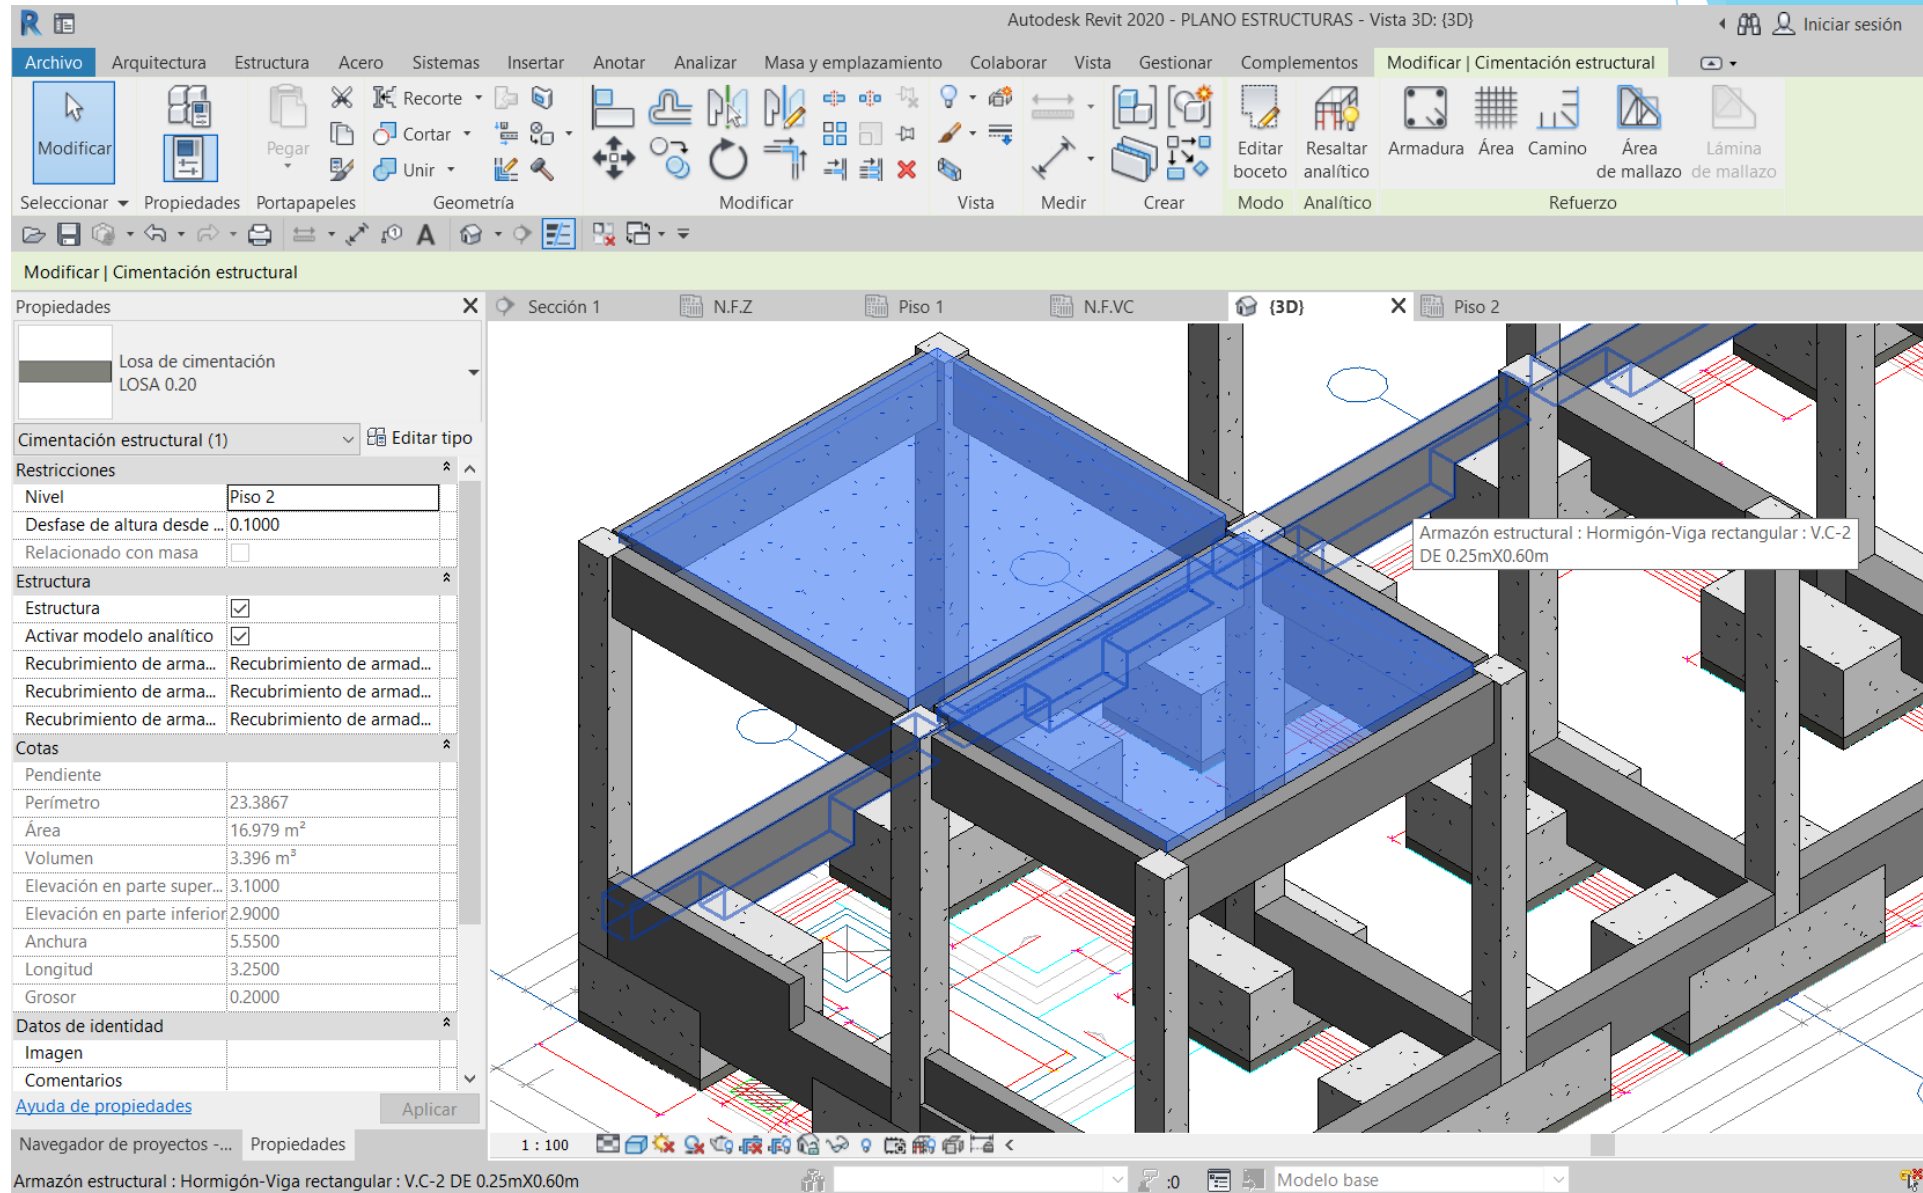 Autodesk Revit 2020 - PLANO ESTRUCTURAS - Vista 3D: {3D}
Iniciar sesión
Archivo Arquitectura Estructura Acero Sistemas Insertar Anotar Analizar Masa y emplazamiento Colaborar Vista Gestionar Complementos Modificar | Cimentación estructural
Modificar
Pegar
Recorte
Cortar
Unir
Editar boceto
Resaltar analítico
Armadura
Área
Camino
Área de mallazo
Lámina de mallazo
Seleccionar Propiedades Portapapeles Geometría Modificar Vista Medir Crear Modo Analítico Refuerzo
Modificar | Cimentación estructural
Propiedades
Sección 1 N.F.Z Piso 1 N.F.VC {3D} Piso 2
Losa de cimentación
LOSA 0.20
Cimentación estructural (1) Editar tipo
Restricciones
Nivel Piso 2
Desfase de altura desde ... 0.1000
Relacionado con masa
Estructura
Estructura
Activar modelo analítico
Recubrimiento de arma... Recubrimiento de armad...
Recubrimiento de arma... Recubrimiento de armad...
Recubrimiento de arma... Recubrimiento de armad...
Cotas
Pendiente
Perímetro 23.3867
Área 16.979 m²
Volumen 3.396 m³
Elevación en parte super... 3.1000
Elevación en parte inferior 2.9000
Anchura 5.5500
Longitud 3.2500
Grosor 0.2000
Datos de identidad
Imagen
Comentarios
Ayuda de propiedades Aplicar
Navegador de proyectos -... Propiedades
Armazón estructural : Hormigón-Viga rectangular : V.C-2
DE 0.25mX0.60m
1 : 100
Armazón estructural : Hormigón-Viga rectangular : V.C-2 DE 0.25mX0.60m
:0
Modelo base